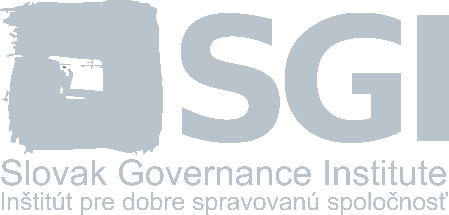 SGI
Slovak Governance Institute
Inštitút pre dobre spravovanú spoločnosť